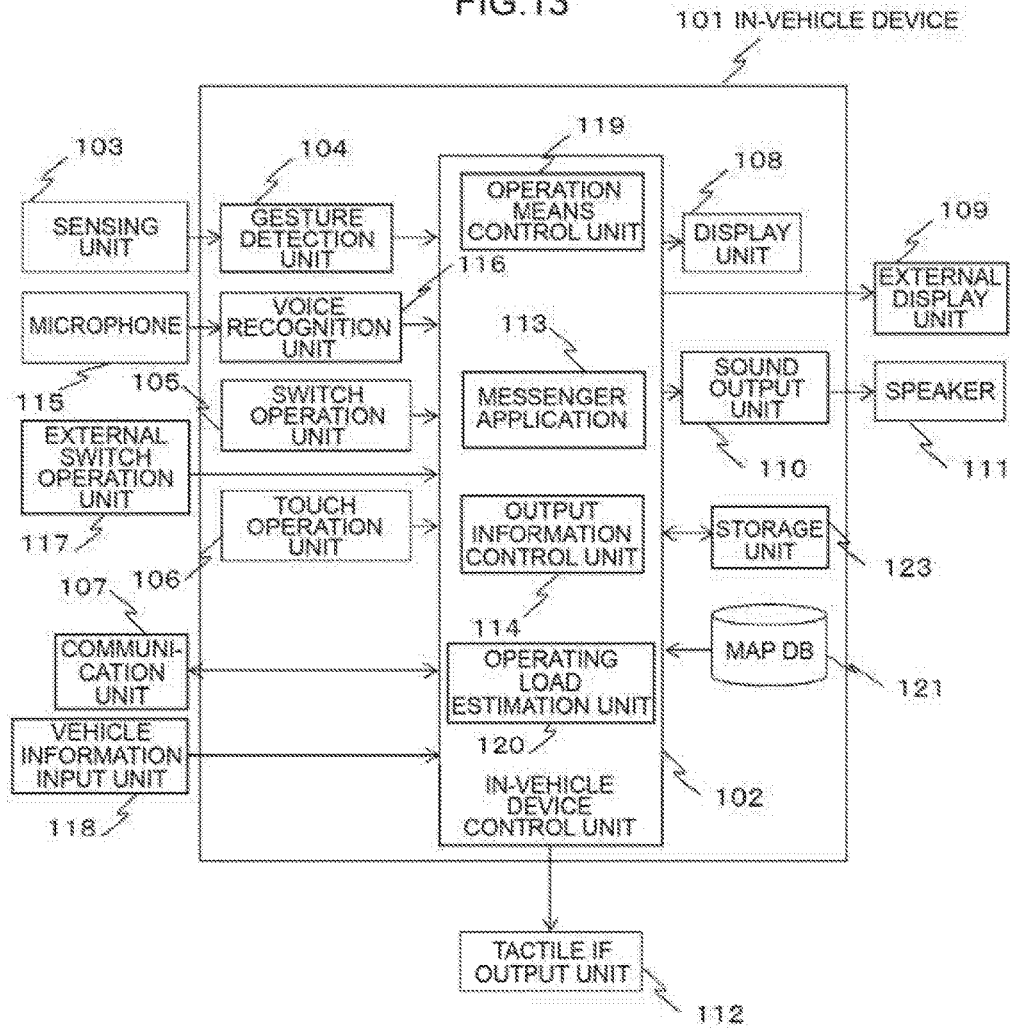 FIG.13
101 IN-VEHICLE DEVICE
103
SENSING
UNIT
104
GESTURE
DETECTION
UNIT
119
OPERATION
MEANS
CONTROL UNIT
108
DISPLAY
UNIT
109
EXTERNAL
DISPLAY
UNIT
MICROPHONE
115
116
VOICE
RECOGNITION
UNIT
113
MESSENGER
APPLICATION
105
SWITCH
OPERATION
UNIT
SOUND
OUTPUT
UNIT
110
SPEAKER
111
EXTERNAL
SWITCH
OPERATION
UNIT
117
TOUCH
OPERATION
UNIT
106
OUTPUT
INFORMATION
CONTROL UNIT
114
STORAGE
UNIT
123
107
COMMUNI-
CATION
UNIT
OPERATING
LOAD
ESTIMATION UNIT
120
MAP DB
121
VEHICLE
INFORMATION
INPUT UNIT
118
IN-VEHICLE
DEVICE
CONTROL UNIT
102
TACTILE IF
OUTPUT UNIT
112